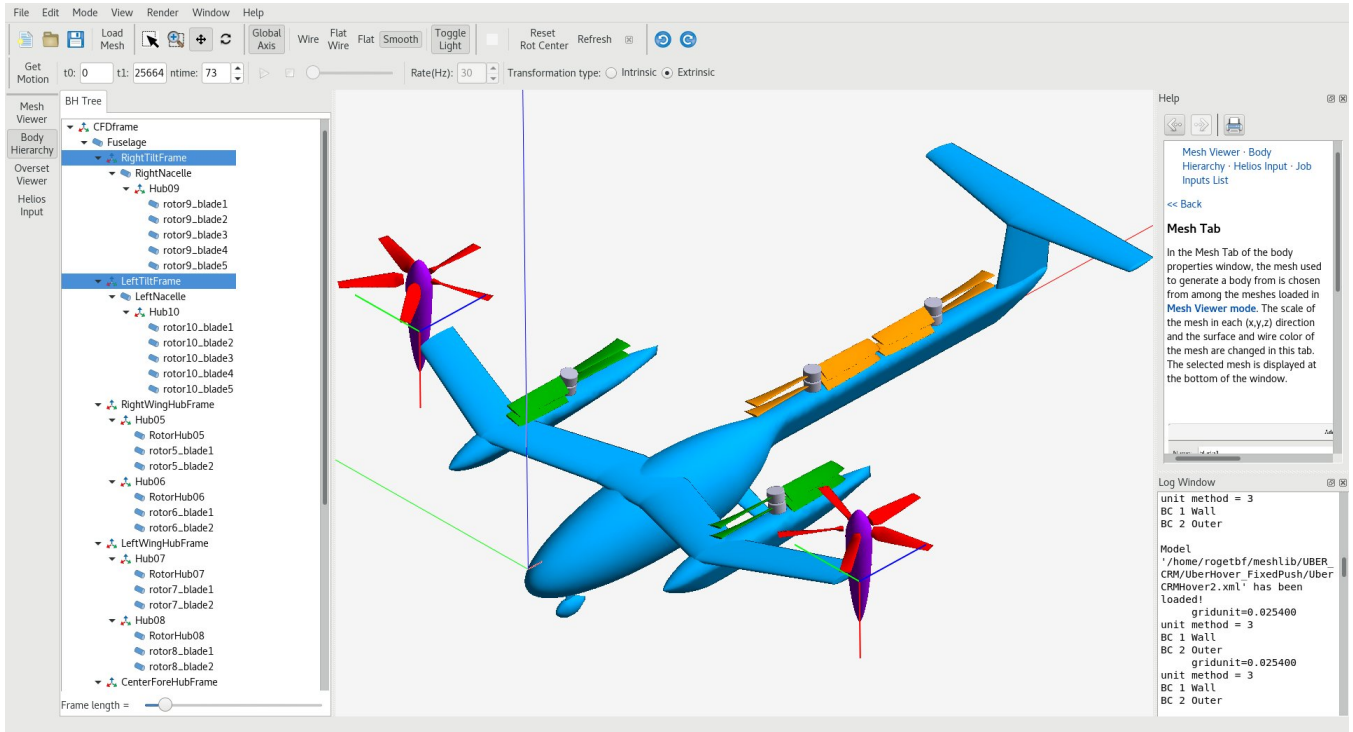 File Edit Mode View Render Window Help
Load Mesh
Global Axis
Wire
Flat Wire
Flat
Smooth
Toggle Light
Reset Rot Center
Refresh
Get Motion
t0: 0
t1: 25664
ntime: 73
Rate(Hz): 30
Transformation type:
Intrinsic
Extrinsic
Mesh Viewer
Body Hierarchy
Overset Viewer
Helios Input
BH Tree
CFDframe
Fuselage
RightTiltFrame
RightNacelle
Hub09
rotor9_blade1
rotor9_blade2
rotor9_blade3
rotor9_blade4
rotor9_blade5
LeftTiltFrame
LeftNacelle
Hub10
rotor10_blade1
rotor10_blade2
rotor10_blade3
rotor10_blade4
rotor10_blade5
RightWingHubFrame
Hub05
RotorHub05
rotor5_blade1
rotor5_blade2
Hub06
RotorHub06
rotor6_blade1
rotor6_blade2
LeftWingHubFrame
Hub07
RotorHub07
rotor7_blade1
rotor7_blade2
Hub08
RotorHub08
rotor8_blade1
rotor8_blade2
CenterForeHubFrame
Frame length =
Help
Mesh Viewer · Body
Hierarchy · Helios Input · Job
Inputs List
<< Back
Mesh Tab
In the Mesh Tab of the body
properties window, the mesh used
to generate a body from is chosen
from among the meshes loaded in
Mesh Viewer mode. The scale of
the mesh in each (x,y,z) direction
and the surface and wire color of
the mesh are changed in this tab.
The selected mesh is displayed at
the bottom of the window.
Log Window
unit method = 3
BC 1 Wall
BC 2 Outer
Model
'/home/rogetbf/meshlib/UBER_
CRM/UberHover_FixedPush/Uber
CRMHover2.xml' has been
loaded!
gridunit=0.025400
unit method = 3
BC 1 Wall
BC 2 Outer
gridunit=0.025400
unit method = 3
BC 1 Wall
BC 2 Outer